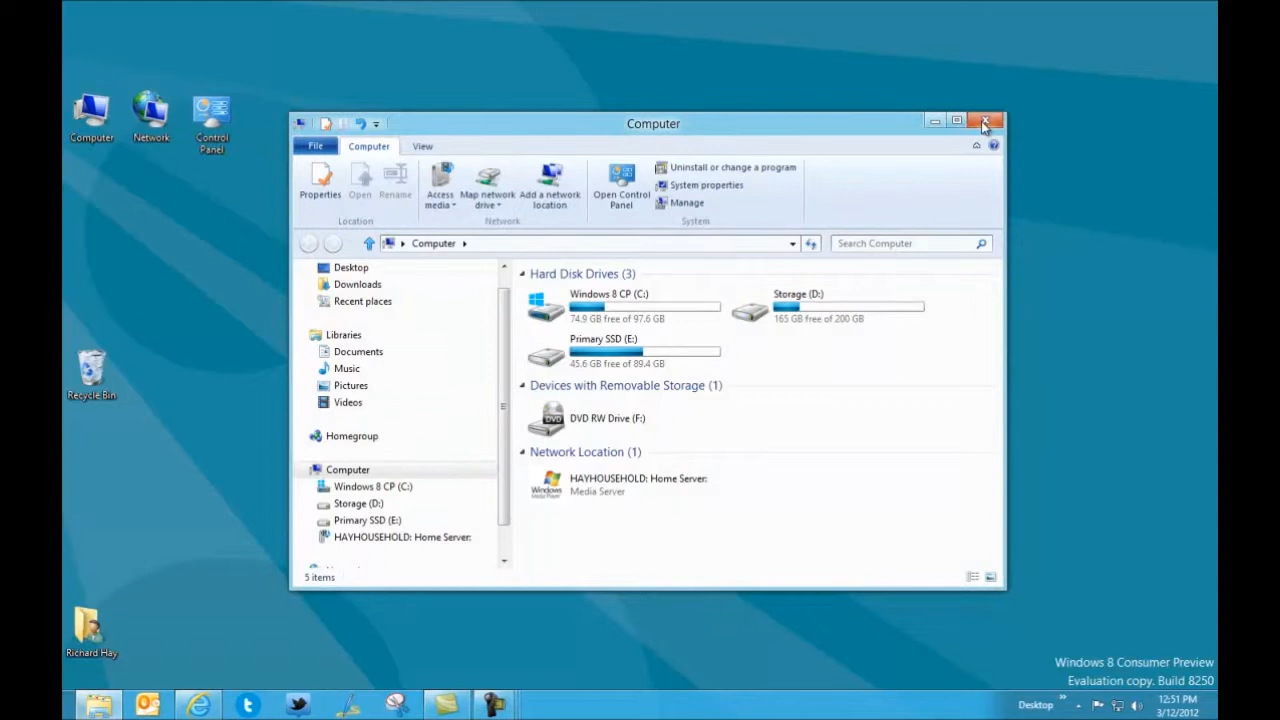 Computer
Network
Control Panel
Recycle Bin
Richard Hay
Computer
File
Computer
View
Properties
Open
Rename
Location
Access media
Map network drive
Add a network location
Network
Open Control Panel
Uninstall or change a program
System properties
Manage
System
Computer
Search Computer
Desktop
Downloads
Recent places
Libraries
Documents
Music
Pictures
Videos
Homegroup
Computer
Windows 8 CP (C:)
Storage (D:)
Primary SSD (E:)
HAYHOUSEHOLD: Home Server:
Hard Disk Drives (3)
Windows 8 CP (C:)
74.9 GB free of 97.6 GB
Storage (D:)
165 GB free of 200 GB
Primary SSD (E:)
45.6 GB free of 89.4 GB
Devices with Removable Storage (1)
DVD
DVD RW Drive (F:)
Network Location (1)
Windows
Media Player
HAYHOUSEHOLD: Home Server:
Media Server
5 items
Windows 8 Consumer Preview
Evaluation copy. Build 8250
Desktop
12:51 PM
3/12/2012